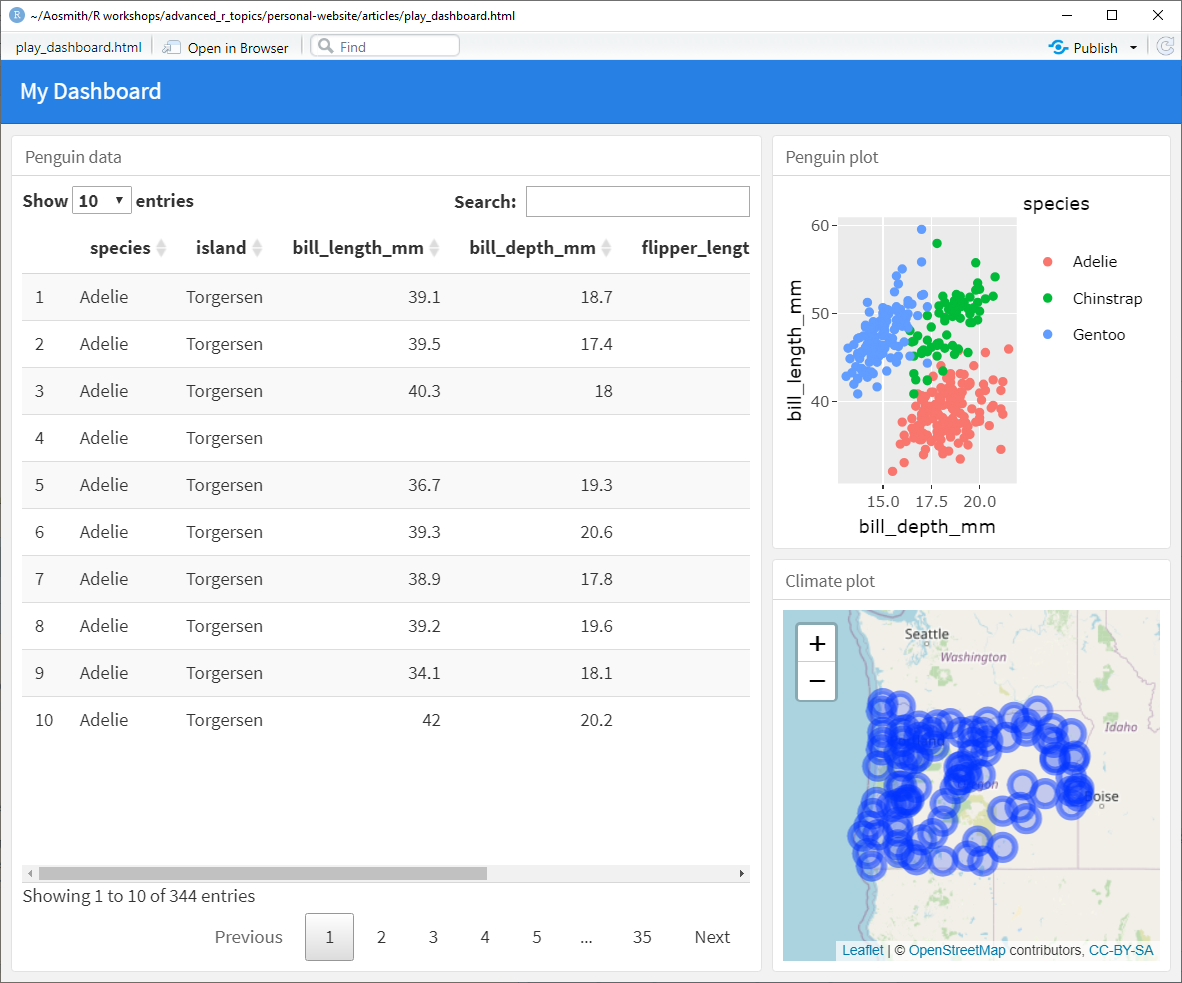 ~/Aosmith/R workshops/advanced_r_topics/personal-website/articles/play_dashboard.html
play_dashboard.html Open in Browser Find Publish
My Dashboard
Penguin data
Show 10 entries Search:
species island bill_length_mm bill_depth_mm flipper_lengt
1 Adelie Torgersen 39.1 18.7
2 Adelie Torgersen 39.5 17.4
3 Adelie Torgersen 40.3 18
4 Adelie Torgersen
5 Adelie Torgersen 36.7 19.3
6 Adelie Torgersen 39.3 20.6
7 Adelie Torgersen 38.9 17.8
8 Adelie Torgersen 39.2 19.6
9 Adelie Torgersen 34.1 18.1
10 Adelie Torgersen 42 20.2
Showing 1 to 10 of 344 entries
Previous 1 2 3 4 5 ... 35 Next
Penguin plot
species
Adelie
Chinstrap
Gentoo
bill_length_mm
60
50
40
15.0 17.5 20.0
bill_depth_mm
Climate plot
+
−
Seattle
Washington
Idaho
Leaflet | © OpenStreetMap contributors, CC-BY-SA